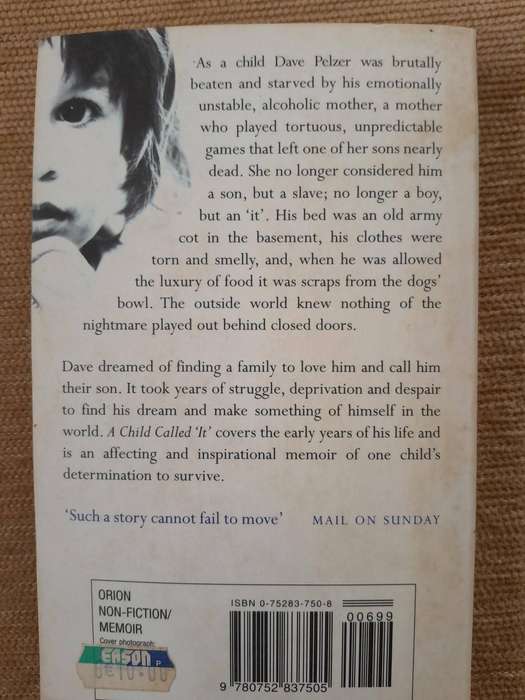 As a child Dave Pelzer was brutally
beaten and starved by his emotionally
unstable, alcoholic mother, a mother
who played tortuous, unpredictable
games that left one of her sons nearly
dead. She no longer considered him
a son, but a slave; no longer a boy,
but an ‘it’. His bed was an old army
cot in the basement, his clothes were
torn and smelly, and, when he was allowed
the luxury of food it was scraps from the dogs’
bowl. The outside world knew nothing of the
nightmare played out behind closed doors.
Dave dreamed of finding a family to love him and call him
their son. It took years of struggle, deprivation and despair
to find his dream and make something of himself in the
world. A Child Called ‘It’ covers the early years of his life and
is an affecting and inspirational memoir of one child’s
determination to survive.
‘Such a story cannot fail to move’ MAIL ON SUNDAY
ORION
NON-FICTION/
MEMOIR
Cover photograph:
EASON P
€10.00
ISBN 0-75283-750-8
00699
9 780752 837505